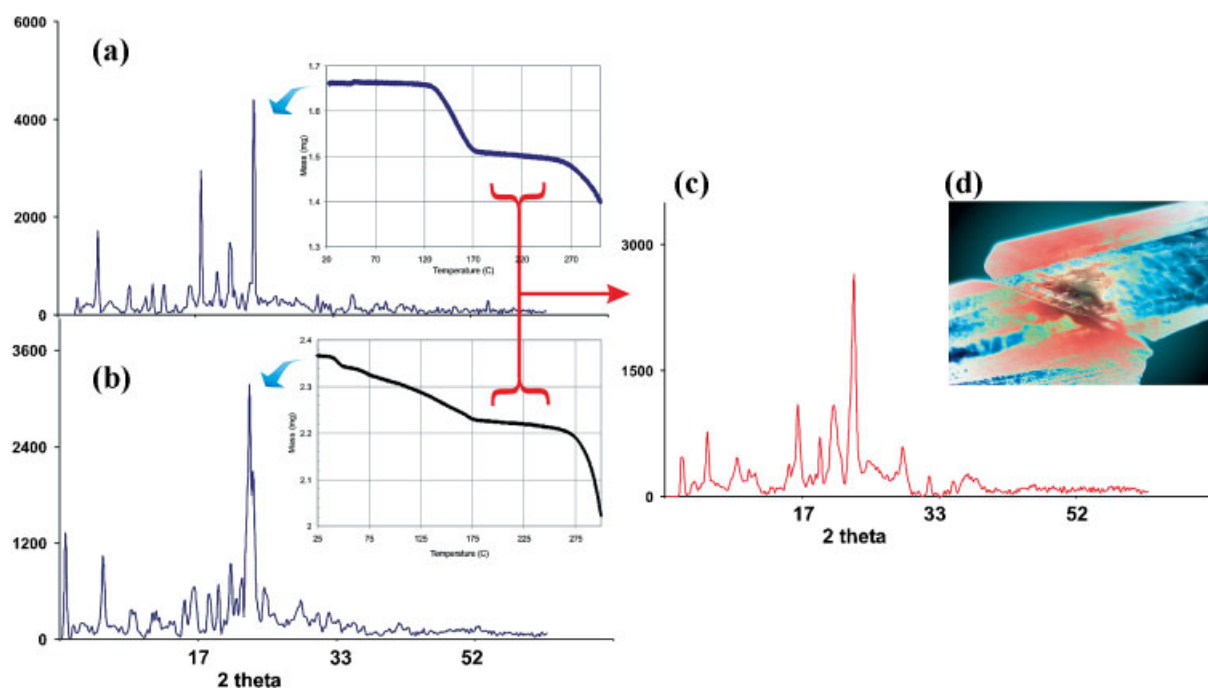 (a)
6000
4000
2000
0
1.7
1.6
1.5
1.4
1.3
Mass (mg)
20 70 120 170 220 270
Temperature (C)
(b)
3600
2400
1200
0
2.4
2.3
2.2
2.1
2
Mass (mg)
25 75 125 175 225 275
Temperature (C)
17 33 52
2 theta
(c)
3000
1500
0
17 33 52
2 theta
(d)